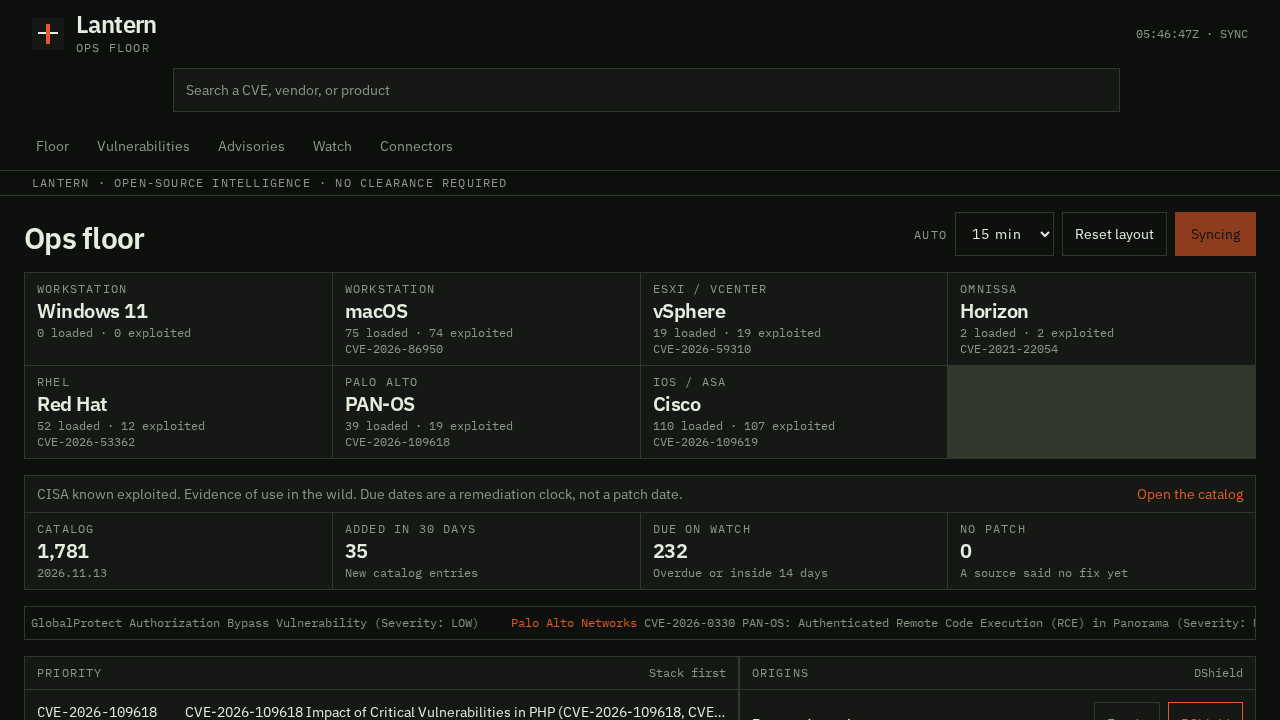 Lantern
OPS FLOOR
05:46:47Z · SYNC
Search a CVE, vendor, or product
Floor Vulnerabilities Advisories Watch Connectors
LANTERN · OPEN-SOURCE INTELLIGENCE · NO CLEARANCE REQUIRED
Ops floor
AUTO 15 min Reset layout Syncing
WORKSTATION
Windows 11
0 loaded · 0 exploited
WORKSTATION
macOS
75 loaded · 74 exploited
CVE-2026-86950
ESXI / VCENTER
vSphere
19 loaded · 19 exploited
CVE-2026-59310
OMNISSA
Horizon
2 loaded · 2 exploited
CVE-2021-22054
RHEL
Red Hat
52 loaded · 12 exploited
CVE-2026-53362
PALO ALTO
PAN-OS
39 loaded · 19 exploited
CVE-2026-109618
IOS / ASA
Cisco
110 loaded · 107 exploited
CVE-2026-109619
CISA known exploited. Evidence of use in the wild. Due dates are a remediation clock, not a patch date.
Open the catalog
CATALOG
1,781
2026.11.13
ADDED IN 30 DAYS
35
New catalog entries
DUE ON WATCH
232
Overdue or inside 14 days
NO PATCH
0
A source said no fix yet
GlobalProtect Authorization Bypass Vulnerability (Severity: LOW) Palo Alto Networks CVE-2026-0330 PAN-OS: Authenticated Remote Code Execution (RCE) in Panorama (Severity:
PRIORITY Stack first
ORIGINS DShield
CVE-2026-109618 CVE-2026-109618 Impact of Critical Vulnerabilities in PHP (CVE-2026-109618, CVE…